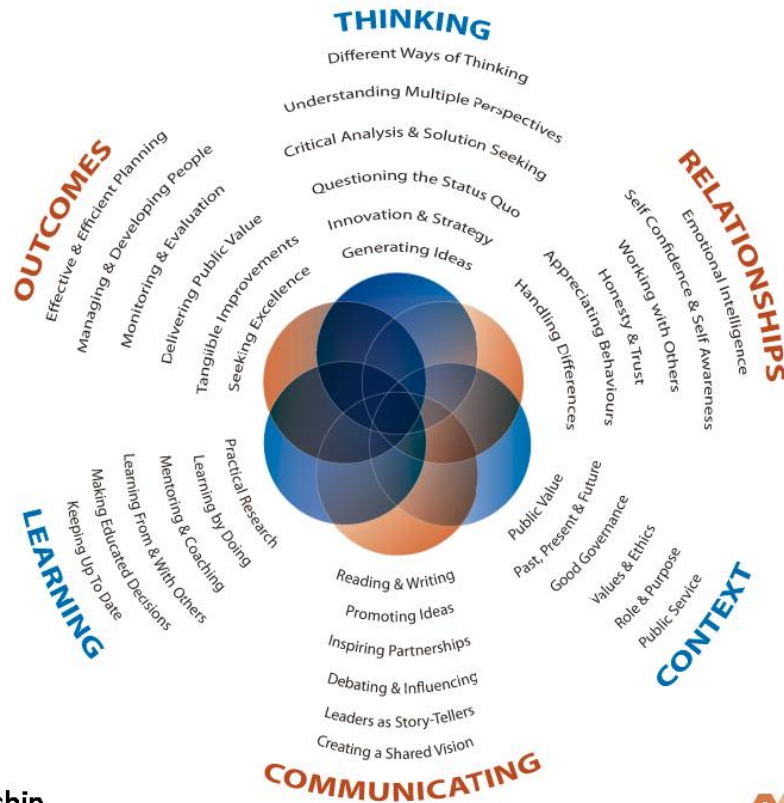 THINKING
Different Ways of Thinking
Understanding Multiple Perspectives
Critical Analysis & Solution Seeking
Questioning the Status Quo
Innovation & Strategy
Generating Ideas
RELATIONSHIPS
Emotional Intelligence
Self Confidence & Self Awareness
Working with Others
Honesty & Trust
Appreciating Behaviours
Handling Differences
CONTEXT
Public Value
Past, Present & Future
Good Governance
Values & Ethics
Role & Purpose
Public Service
Reading & Writing
Promoting Ideas
Inspiring Partnerships
Debating & Influencing
Leaders as Story-Tellers
Creating a Shared Vision
COMMUNICATING
LEARNING
Keeping Up To Date
Making Educated Decisions
Learning From & With Others
Mentoring & Coaching
Learning by Doing
Practical Research
OUTCOMES
Effective & Efficient Planning
Managing & Developing People
Monitoring & Evaluation
Delivering Public Value
Tangiible Improvements
Seeking Excellence